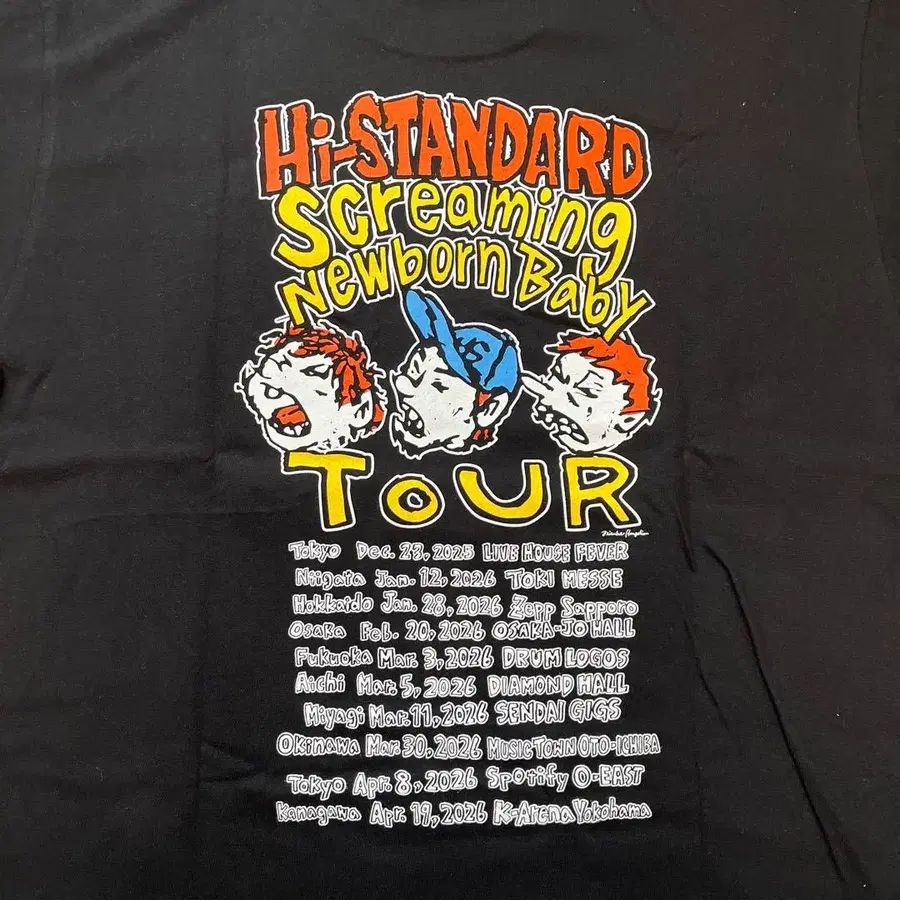 Hi-STANDARD
Screaming
Newborn Baby
HS
TOUR
Tokyo Dec. 23, 2025 LIVE HOUSE FEVER
Niigata Jan. 12, 2026 TOKI MESSE
Hokkaido Jan. 28, 2026 Zepp Sapporo
Osaka Feb. 20, 2026 OSAKA-JO HALL
Fukuoka Mar. 3, 2026 DRUM LOGOS
Aichi Mar. 5, 2026 DIAMOND HALL
Miyagi Mar. 11, 2026 SENDAI GIGS
Okinawa Mar. 30, 2026 MUSIC TOWN OTO-ICHIBA
Tokyo Apr. 8, 2026 Spotify O-EAST
Kanagawa Apr. 19, 2026 K-Arena Yokohama